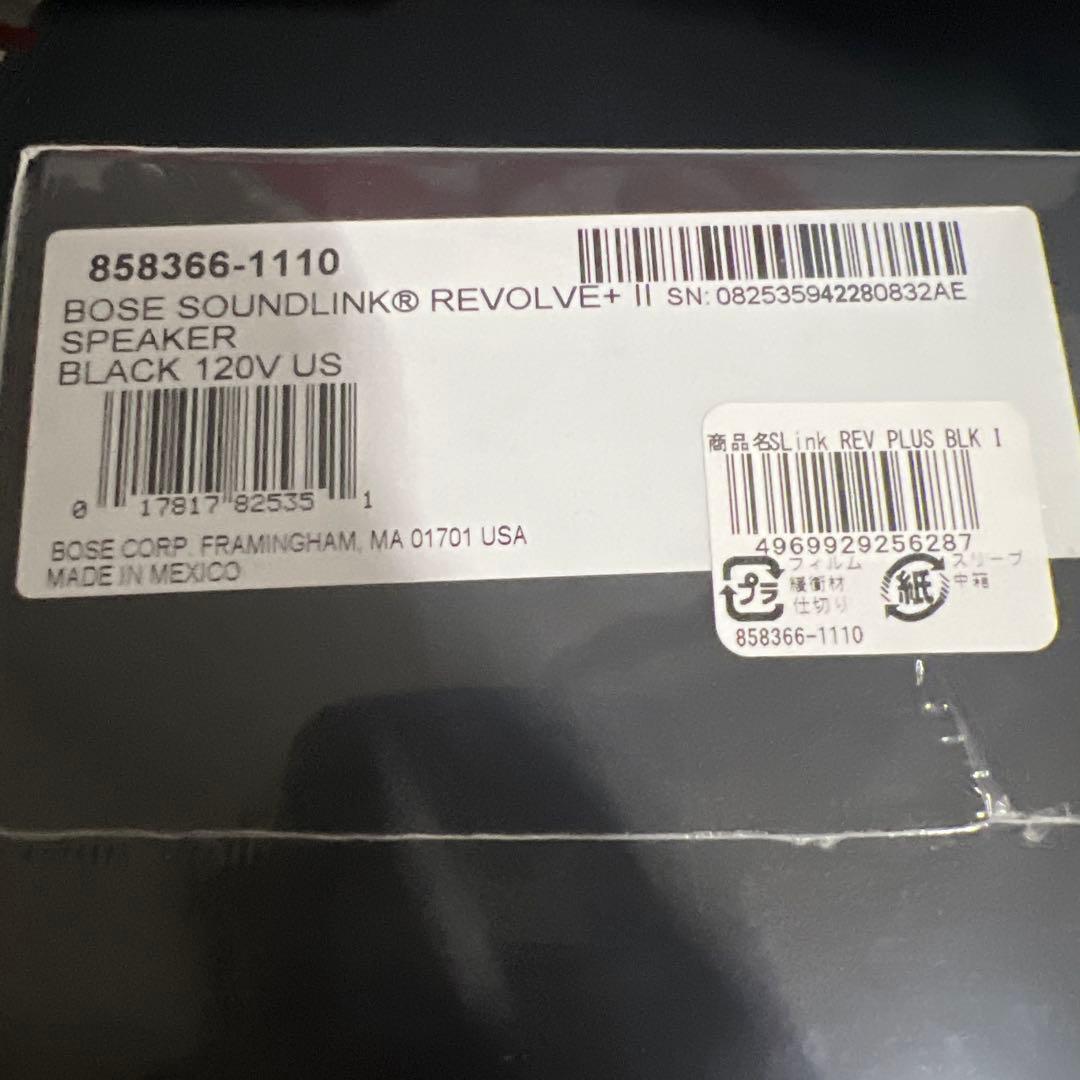 858366-1110
BOSE SOUNDLINK® REVOLVE+ II
SN: 082535942280832AE
SPEAKER
BLACK 120V US
0 17817 82535 1
BOSE CORP. FRAMINGHAM, MA 01701 USA
MADE IN MEXICO
商品名SLink REV PLUS BLK I
4969929256287
プラ
フィルム
緩衝材
仕切り
紙
スリーブ
中箱
858366-1110